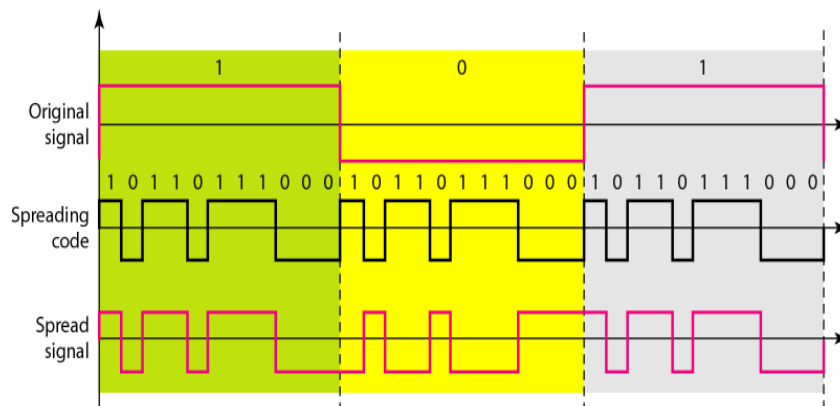 1 0 1
Original
signal
1 0 1 1 0 1 1 1 0 0 0 1 0 1 1 0 1 1 1 0 0 0 1 0 1 1 0 1 1 1 0 0 0
Spreading
code
Spread
signal